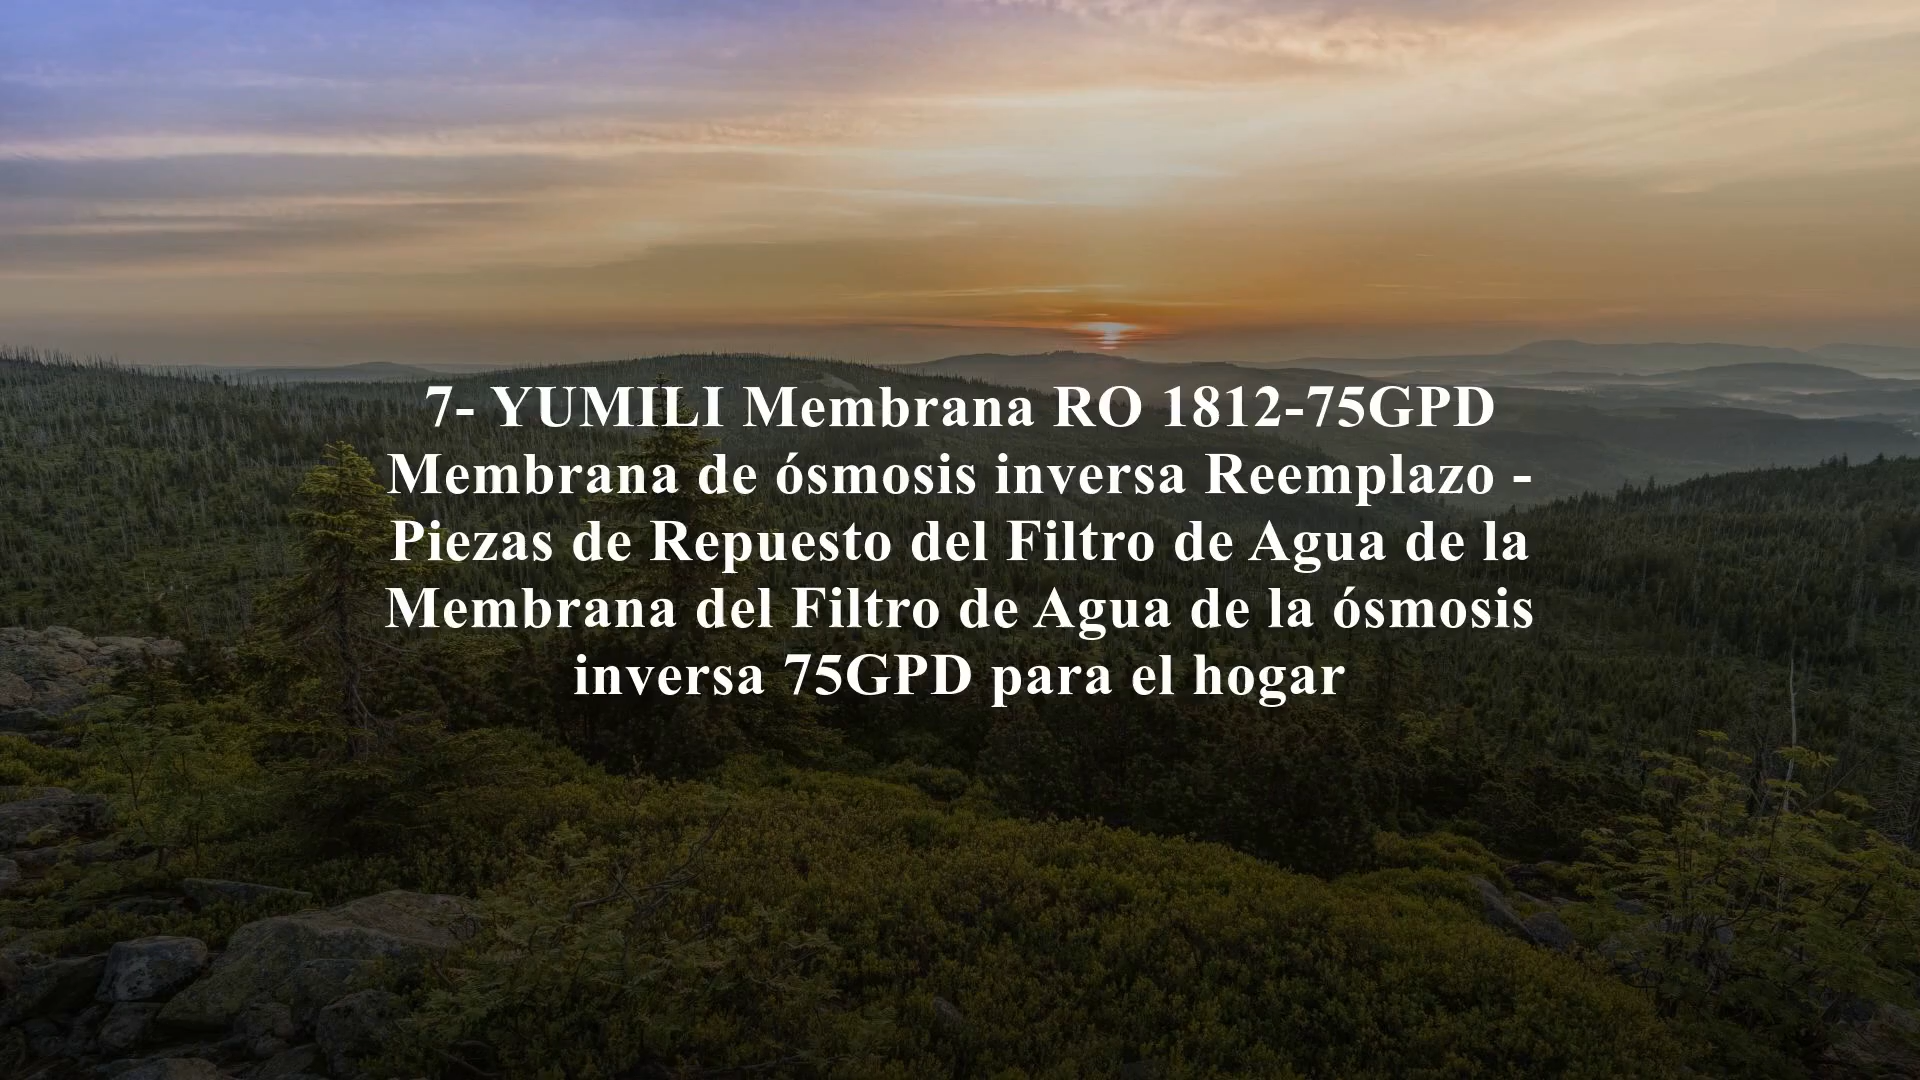 7- YUMILI Membrana RO 1812-75GPD
Membrana de ósmosis inversa Reemplazo -
Piezas de Repuesto del Filtro de Agua de la
Membrana del Filtro de Agua de la ósmosis
inversa 75GPD para el hogar